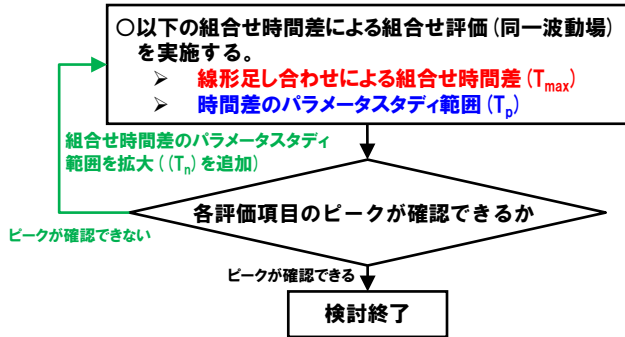 ○以下の組合せ時間差による組合せ評価(同一波動場)
を実施する。
➢ 線形足し合わせによる組合せ時間差(Tmax)
➢ 時間差のパラメータスタディ範囲(Tp)
組合せ時間差のパラメータスタディ
範囲を拡大((Tn)を追加)
各評価項目のピークが確認できるか
ピークが確認できない
ピークが確認できる
検討終了